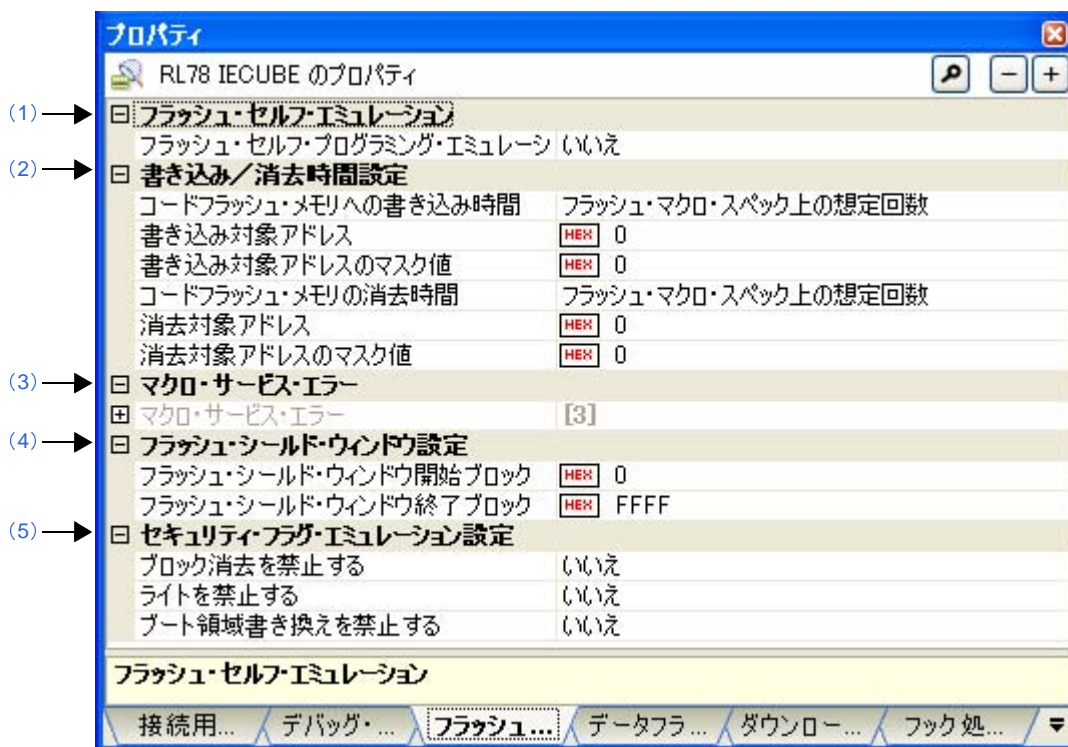 プロパティ
RL78 IECUBE のプロパティ
(1) フラッシュ・セルフ・エミュレーション
フラッシュ・セルフ・プログラミング・エミュレーシ いいえ
(2) 書き込み／消去時間設定
コードフラッシュ・メモリへの書き込み時間 フラッシュ・マクロ・スペック上の想定回数
書き込み対象アドレス HEX 0
書き込み対象アドレスのマスク値 HEX 0
コードフラッシュ・メモリの消去時間 フラッシュ・マクロ・スペック上の想定回数
消去対象アドレス HEX 0
消去対象アドレスのマスク値 HEX 0
(3) マクロ・サービス・エラー
マクロ・サービス・エラー [3]
(4) フラッシュ・シールド・ウィンドウ設定
フラッシュ・シールド・ウィンドウ開始ブロック HEX 0
フラッシュ・シールド・ウィンドウ終了ブロック HEX FFFF
(5) セキュリティ・フラグ・エミュレーション設定
ブロック消去を禁止する いいえ
ライトを禁止する いいえ
ブート領域書き換えを禁止する いいえ
フラッシュ・セルフ・エミュレーション
接続用... デバッグ・ ... フラッシュ ... データフラ... ダウンロー... フック処...